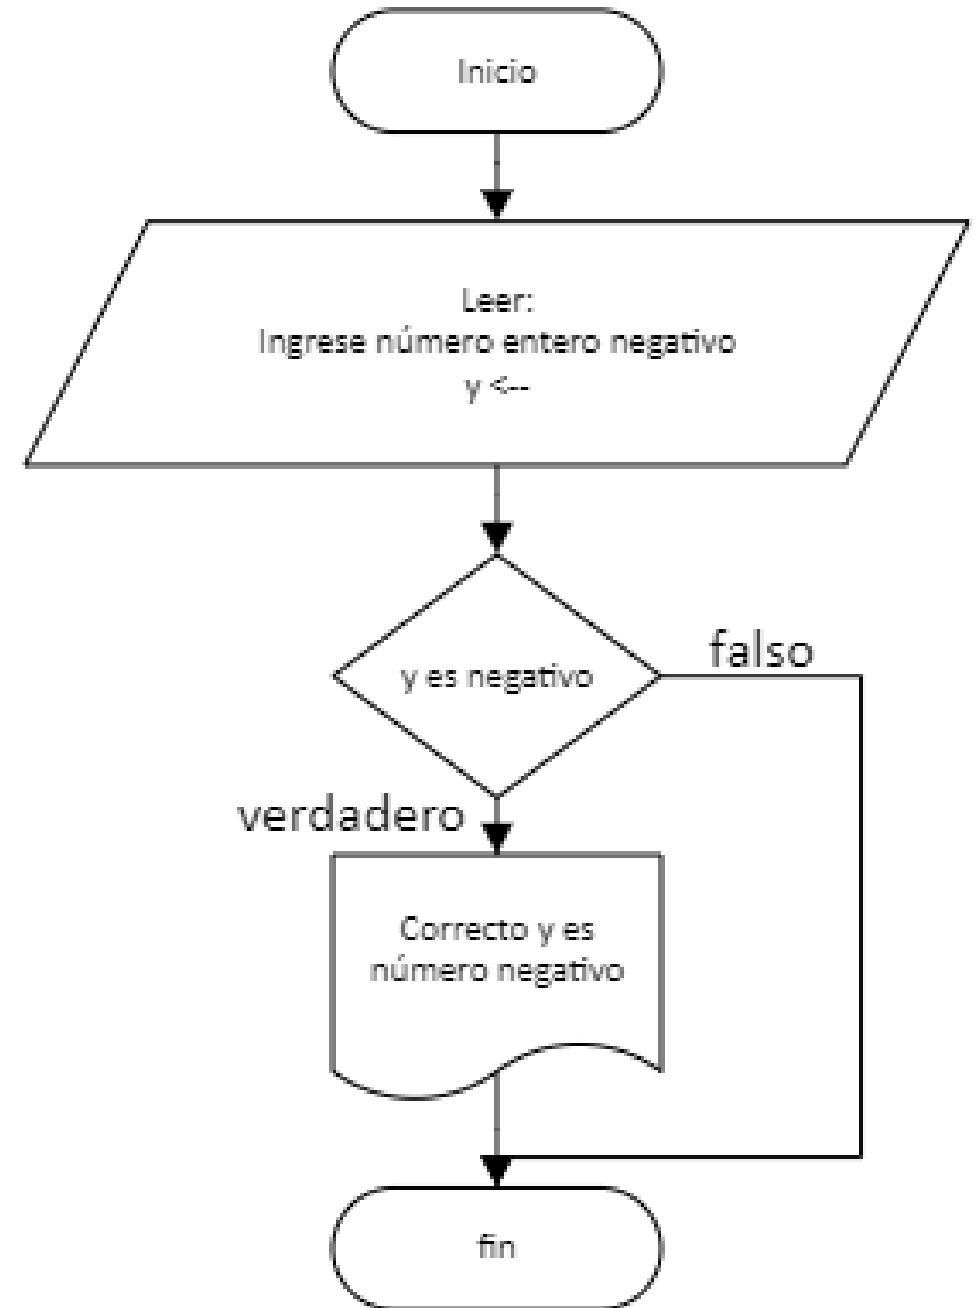 Inicio
Leer:
Ingrese número entero negativo
y <--
y es negativo
falso
verdadero
Correcto y es
número negativo
fin